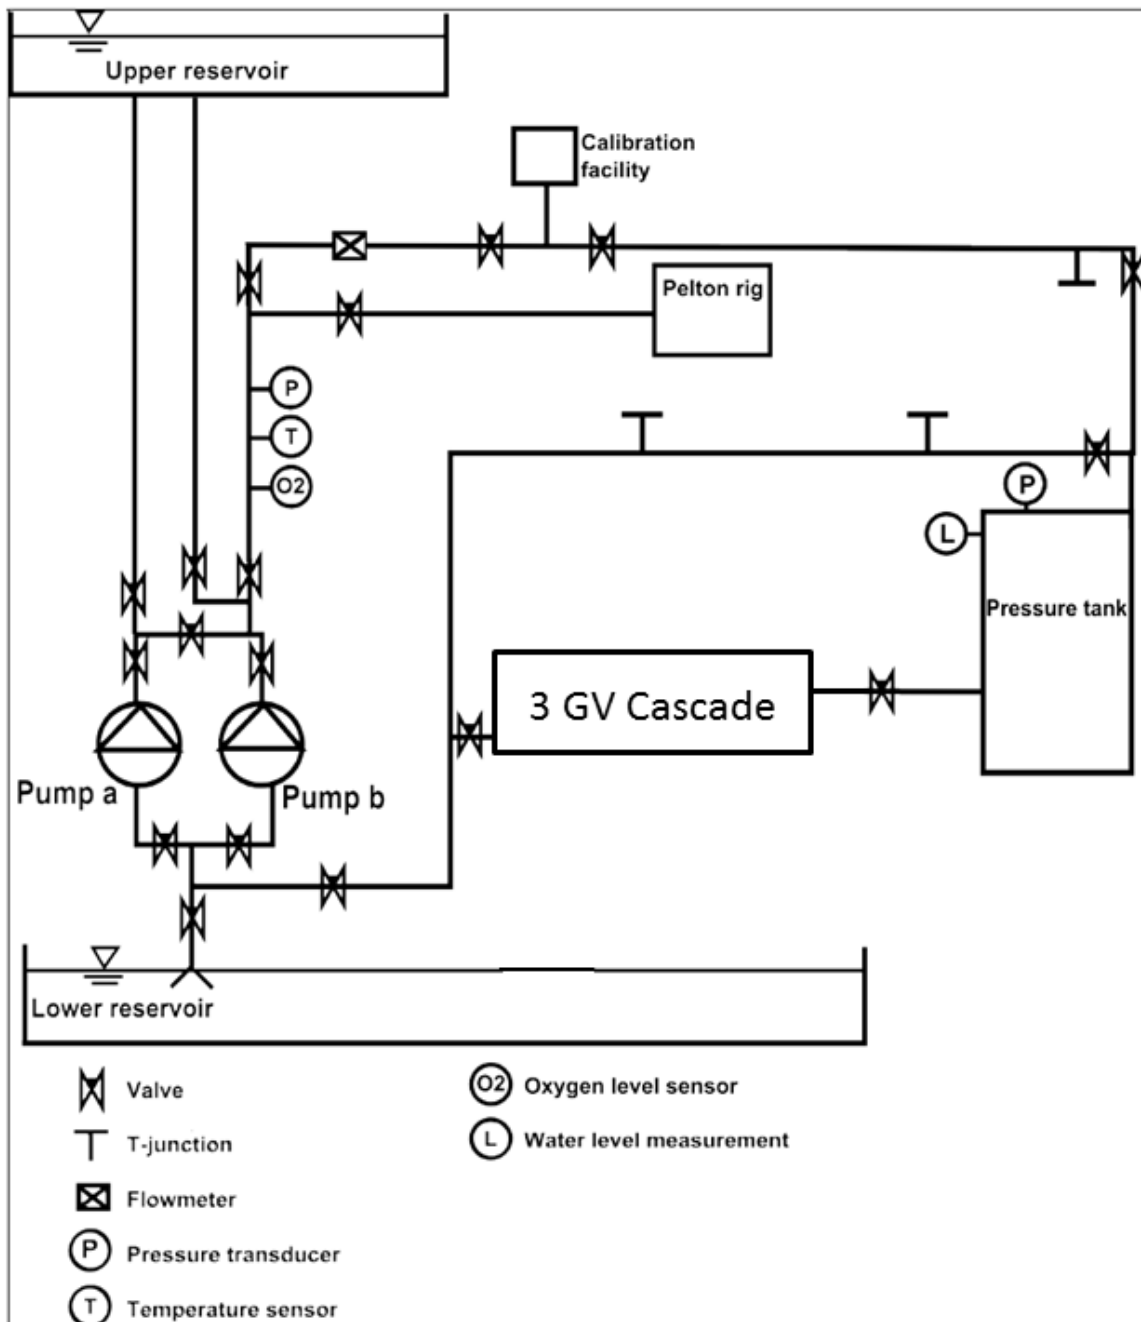 Upper reservoir
Calibration
facility
Pelton rig
P
T
O2
P
L
Pressure tank
3 GV Cascade
Pump a
Pump b
Lower reservoir
Valve
T-junction
Flowmeter
P Pressure transducer
T Temperature sensor
O2 Oxygen level sensor
L Water level measurement